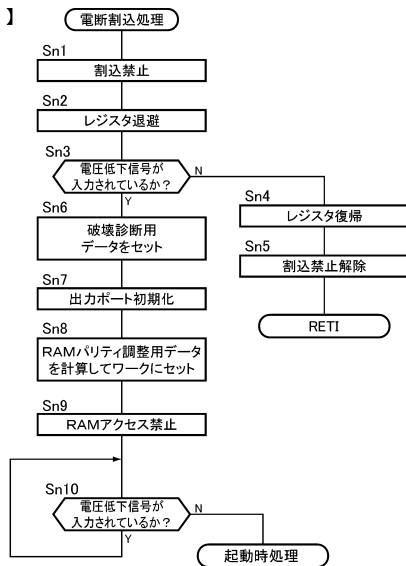 】
電断割込処理
Sn1
割込禁止
Sn2
レジスタ退避
Sn3
電圧低下信号が
入力されているか？
N
Y
Sn4
レジスタ復帰
Sn5
割込禁止解除
RETI
Sn6
破壊診断用
データをセット
Sn7
出力ポート初期化
Sn8
ＲＡＭパリティ調整用データ
を計算してワークにセット
Sn9
ＲＡＭアクセス禁止
Sn10
電圧低下信号が
入力されているか？
N
Y
起動時処理